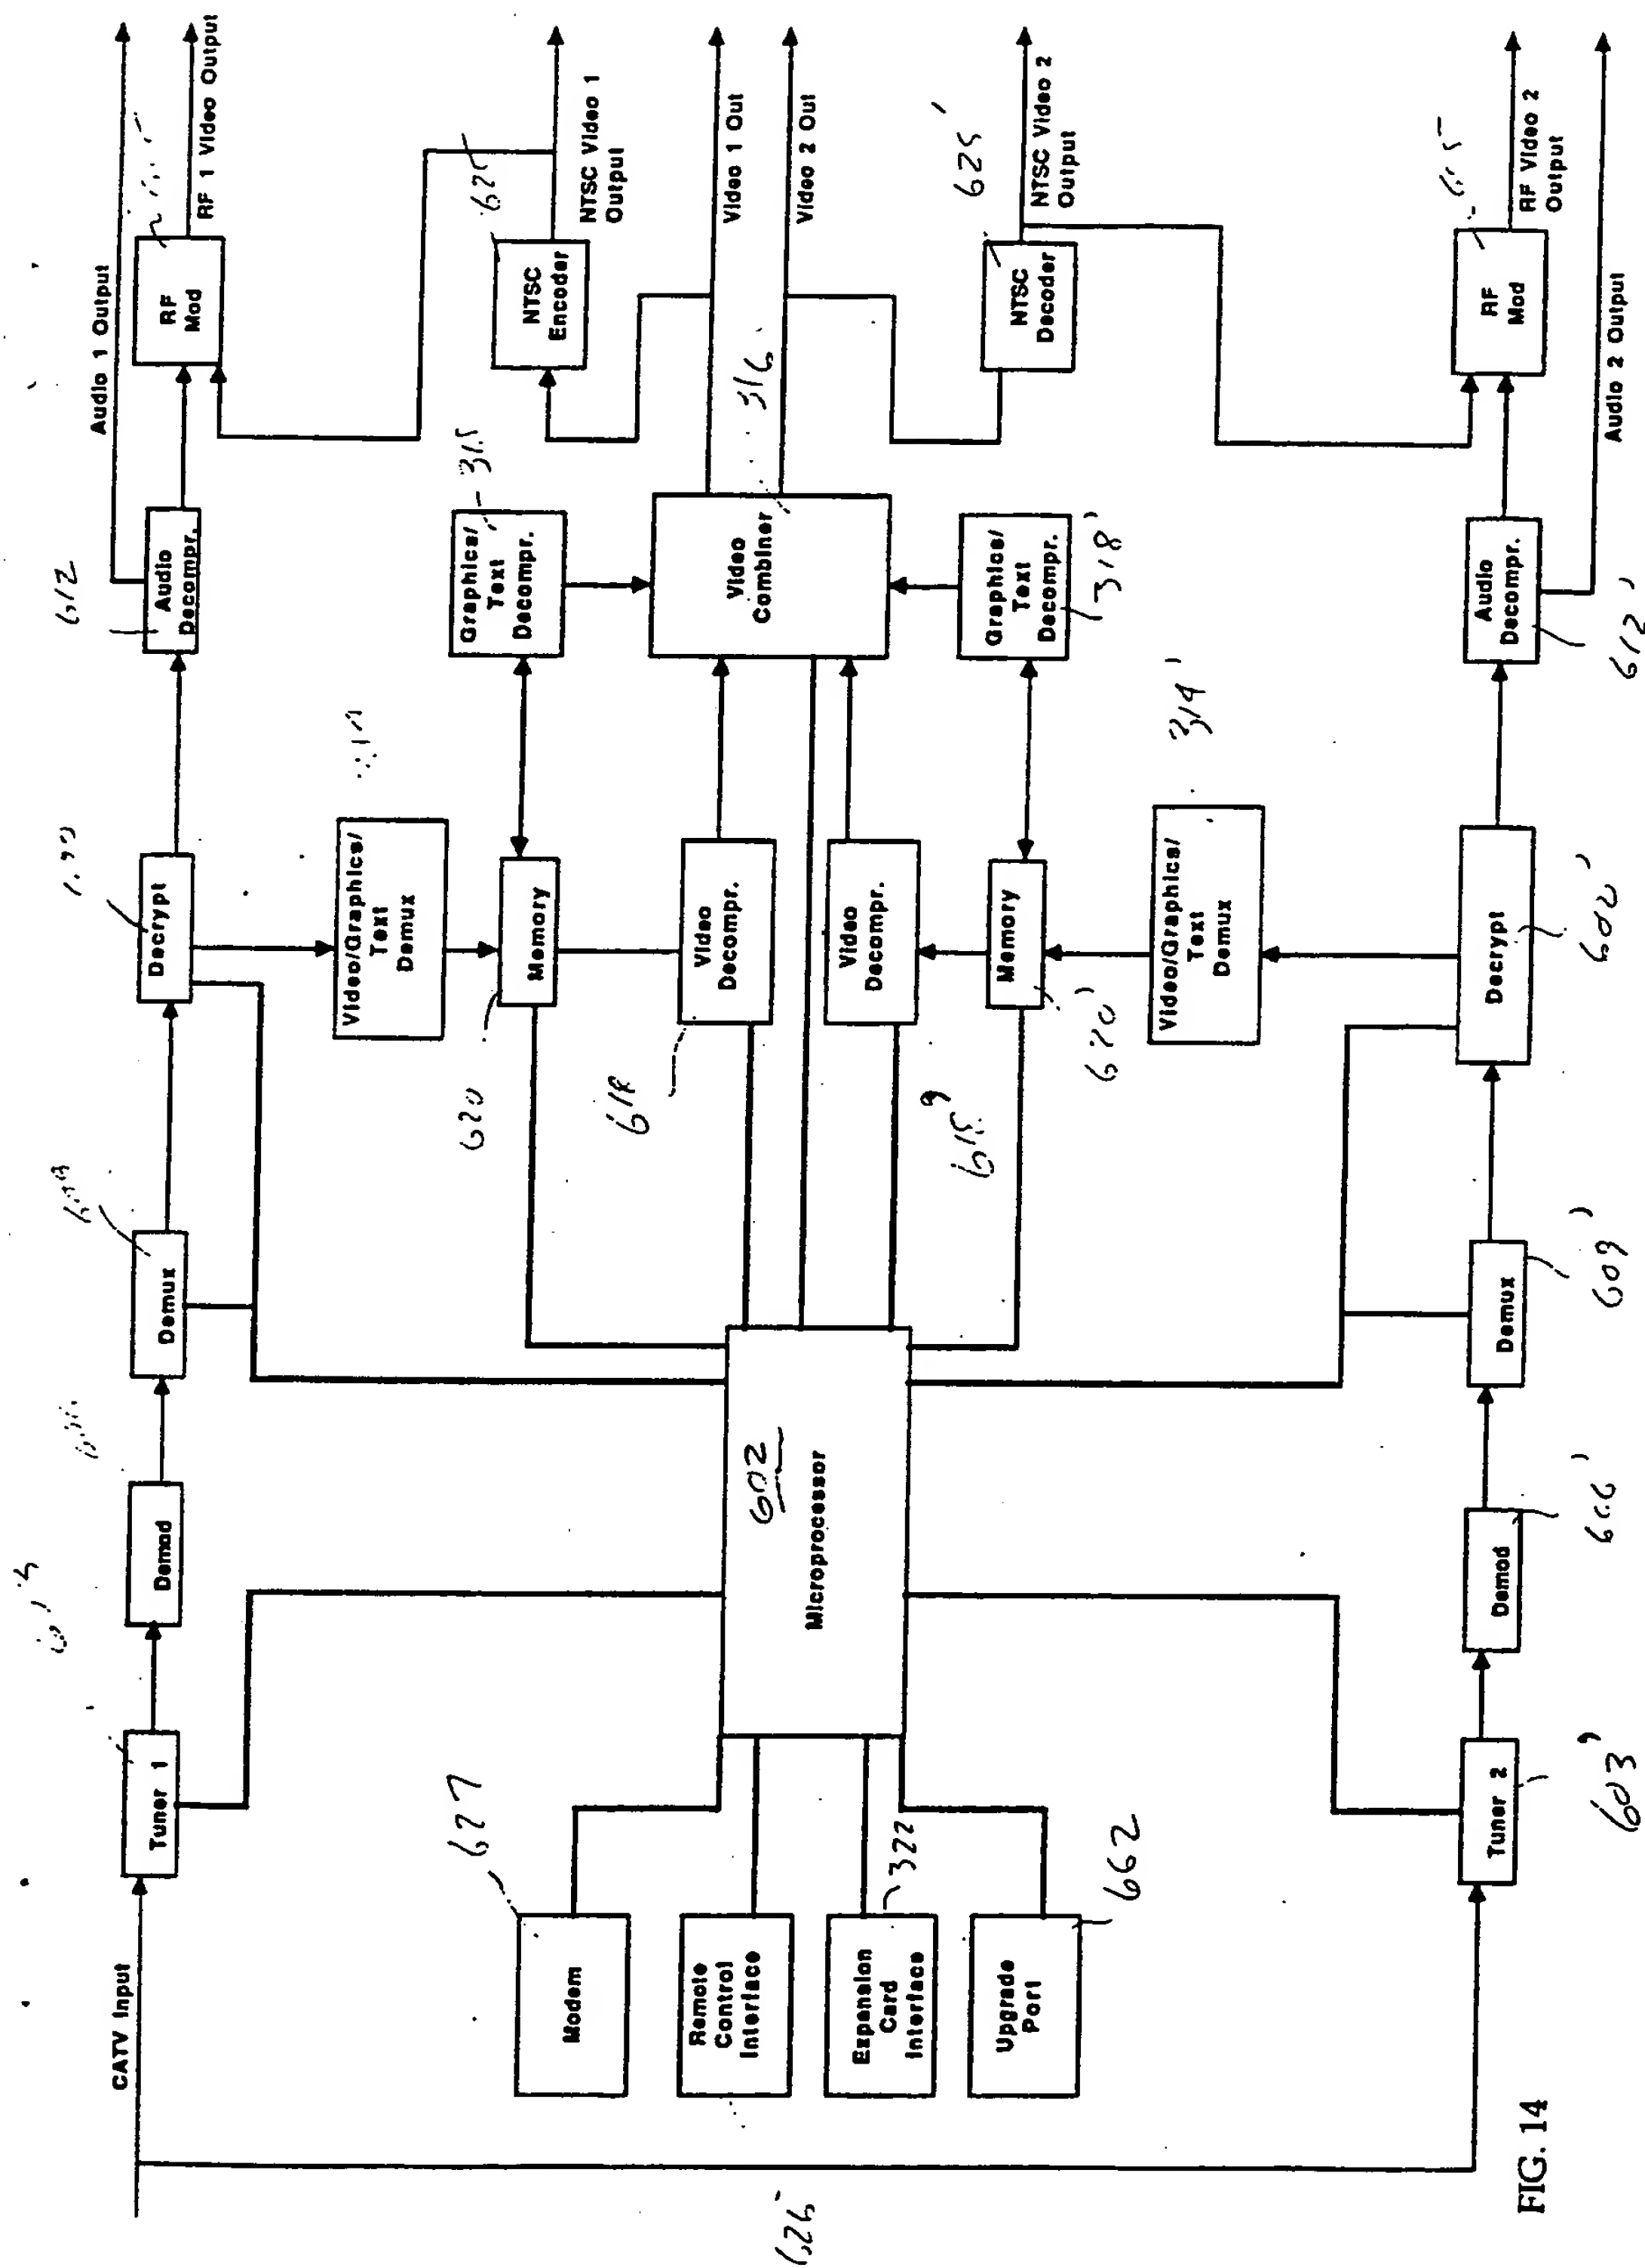 CATV Input
Tuner 1
Demod
Demux
Decrypt
Audio
Decompr.
612
RF
Mod
Audio 1 Output
RF 1 Video Output
Video/Graphics/
Text
Demux
Graphics/
Text
Decompr.
315
NTSC
Encoder
625
NTSC Video 1
Output
Modem
627
Memory
620
Remote
Control
Interface
Video
Decompr.
618
Microprocessor
602
Video
Combiner
316
Video 1 Out
Video 2 Out
Expansion
Card
Interface
322
Video
Decompr.
Upgrade
Port
662
Memory
620'
Graphics/
Text
Decompr.
318'
NTSC
Decoder
625'
NTSC Video 2
Output
Video/Graphics/
Text
Demux
314'
Tuner 2
603'
Demod
606'
Demux
609'
Decrypt
602'
Audio
Decompr.
612'
RF
Mod
RF Video 2
Output
Audio 2 Output
FIG. 14